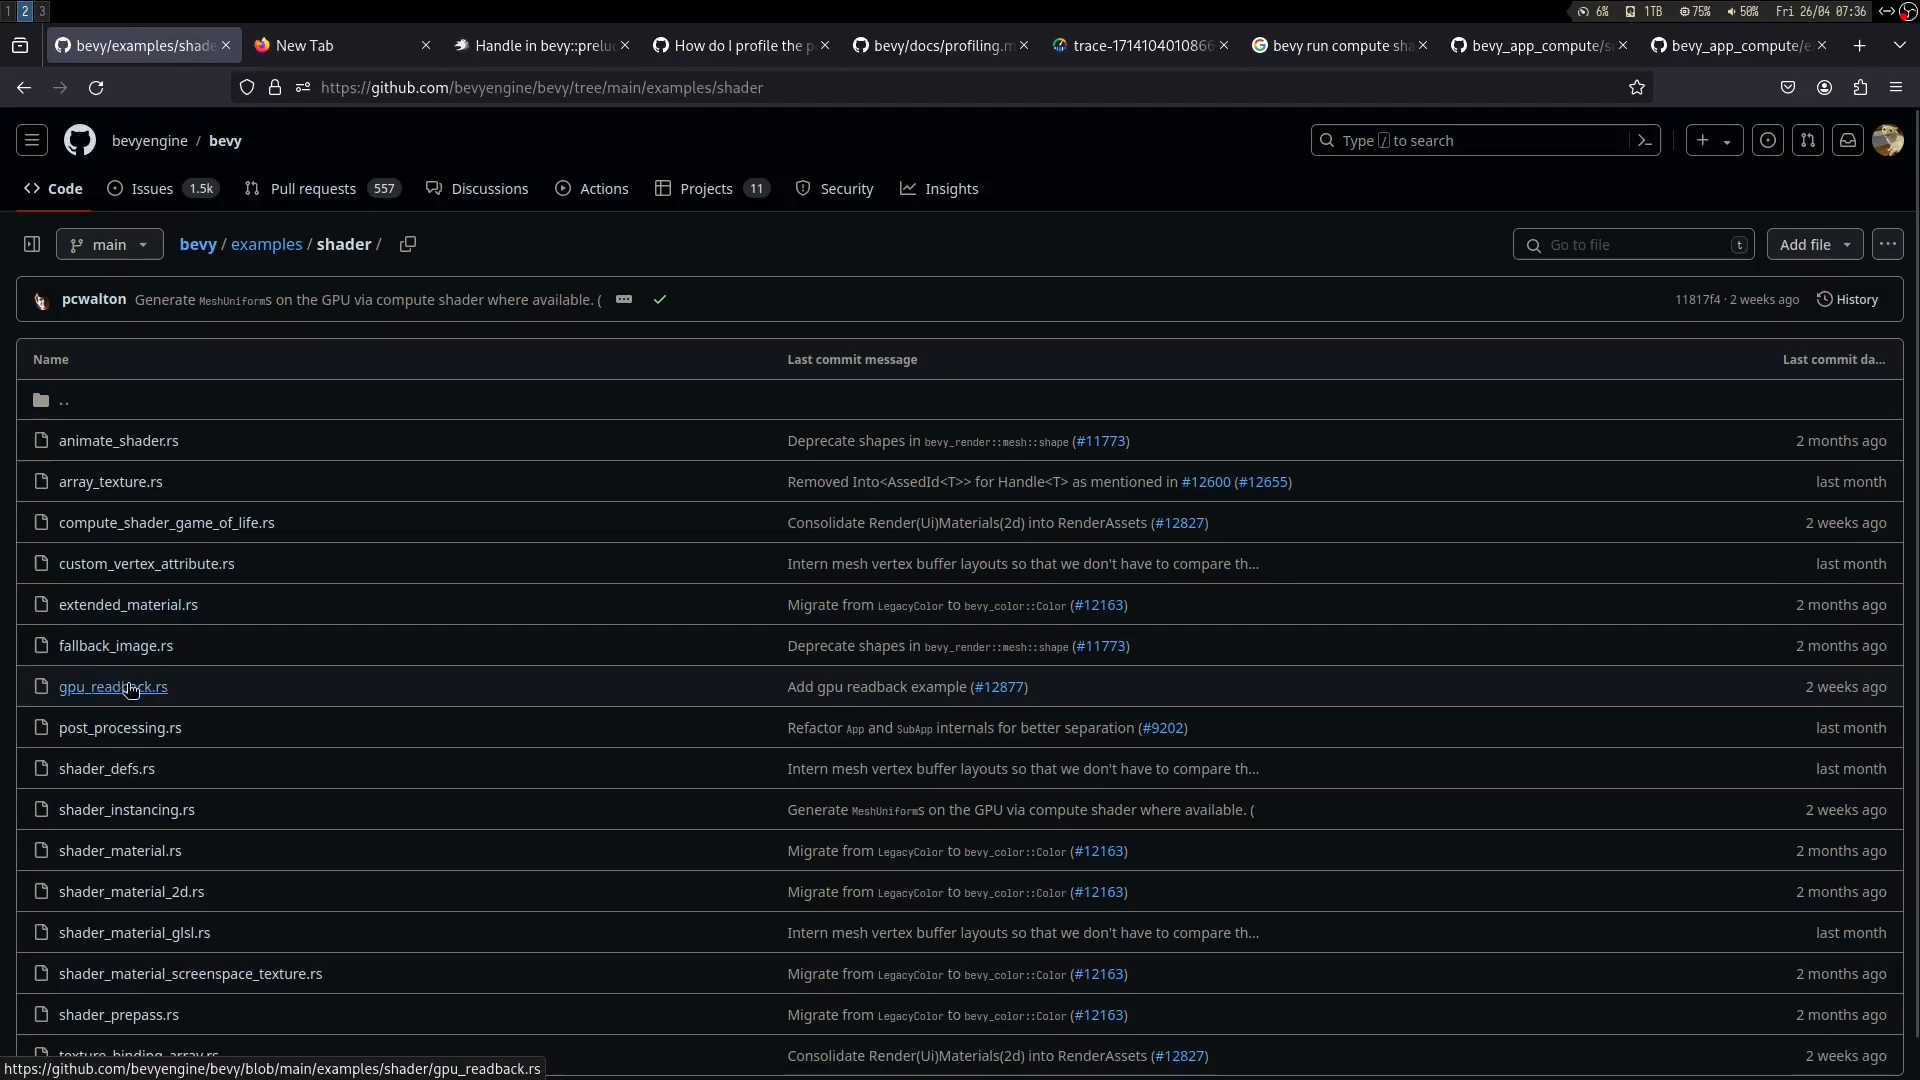 1 2 3
6% 1TB 75% 50% Fri 26/04 07:36
bevy/examples/shade New Tab Handle in bevy::prelu How do I profile the p bevy/docs/profiling.m trace-1714104010866 bevy run compute sha bevy_app_compute/s bevy_app_compute/e
https://github.com/bevyengine/bevy/tree/main/examples/shader
bevyengine / bevy
Type / to search
Code Issues 1.5k Pull requests 557 Discussions Actions Projects 11 Security Insights
main bevy / examples / shader / Go to file t Add file
pcwalton Generate MeshUniforms on the GPU via compute shader where available. ( 11817f4 · 2 weeks ago History
Name Last commit message Last commit da...
..
animate_shader.rs Deprecate shapes in bevy_render::mesh::shape (#11773) 2 months ago
array_texture.rs Removed Into<AssedId<T>> for Handle<T> as mentioned in #12600 (#12655) last month
compute_shader_game_of_life.rs Consolidate Render(Ui)Materials(2d) into RenderAssets (#12827) 2 weeks ago
custom_vertex_attribute.rs Intern mesh vertex buffer layouts so that we don't have to compare th... last month
extended_material.rs Migrate from LegacyColor to bevy_color::Color (#12163) 2 months ago
fallback_image.rs Deprecate shapes in bevy_render::mesh::shape (#11773) 2 months ago
gpu_readback.rs Add gpu readback example (#12877) 2 weeks ago
post_processing.rs Refactor App and SubApp internals for better separation (#9202) last month
shader_defs.rs Intern mesh vertex buffer layouts so that we don't have to compare th... last month
shader_instancing.rs Generate MeshUniforms on the GPU via compute shader where available. ( 2 weeks ago
shader_material.rs Migrate from LegacyColor to bevy_color::Color (#12163) 2 months ago
shader_material_2d.rs Migrate from LegacyColor to bevy_color::Color (#12163) 2 months ago
shader_material_glsl.rs Intern mesh vertex buffer layouts so that we don't have to compare th... last month
shader_material_screenspace_texture.rs Migrate from LegacyColor to bevy_color::Color (#12163) 2 months ago
shader_prepass.rs Migrate from LegacyColor to bevy_color::Color (#12163) 2 months ago
texture_binding_array.rs Consolidate Render(Ui)Materials(2d) into RenderAssets (#12827) 2 weeks ago
https://github.com/bevyengine/bevy/blob/main/examples/shader/gpu_readback.rs